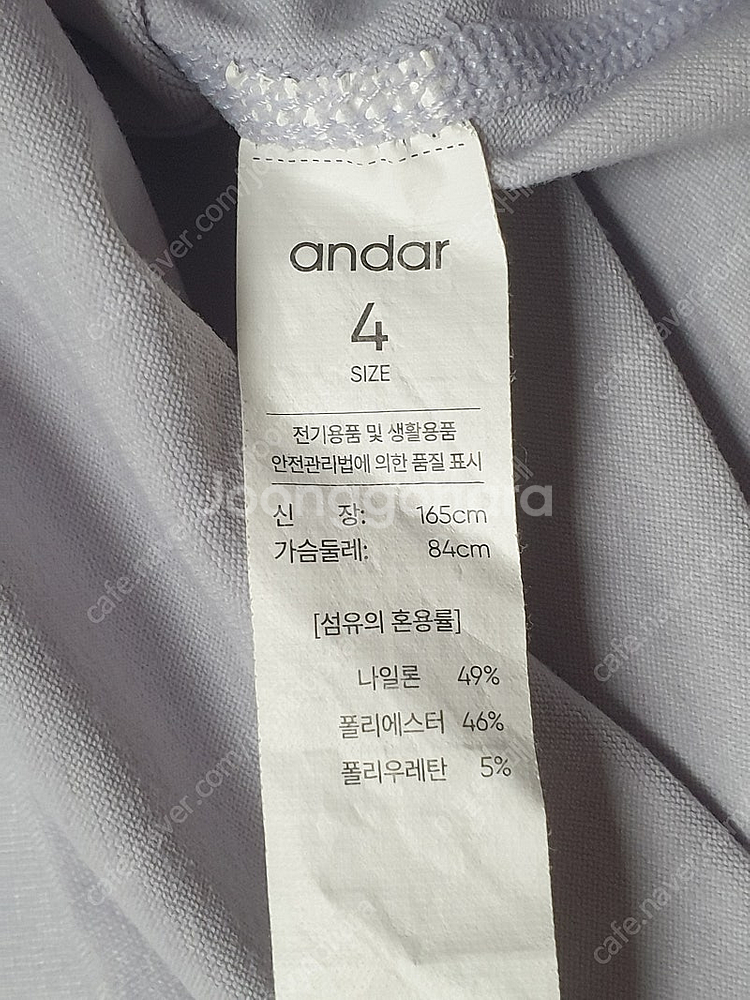 andar
4
SIZE
전기용품 및 생활용품
안전관리법에 의한 품질 표시
Joonggonara
신 장: 165cm
가슴둘레: 84cm
[섬유의 혼용률]
나일론 49%
폴리에스터 46%
폴리우레탄 5%